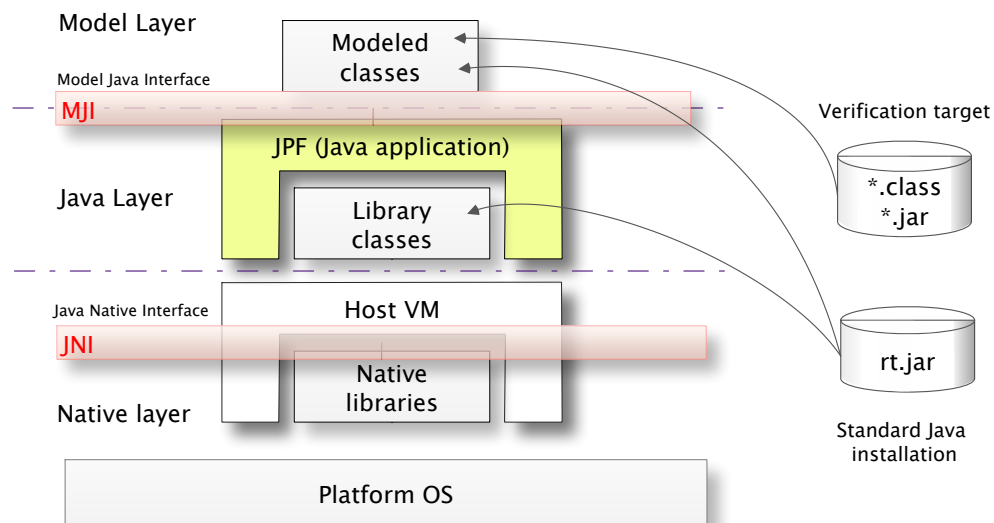 Model Layer
Modeled
classes
Model Java Interface
MJI
Verification target
JPF (Java application)
*.class
*.jar
Java Layer
Library
classes
Java Native Interface
Host VM
JNI
rt.jar
Native
libraries
Native layer
Standard Java
installation
Platform OS